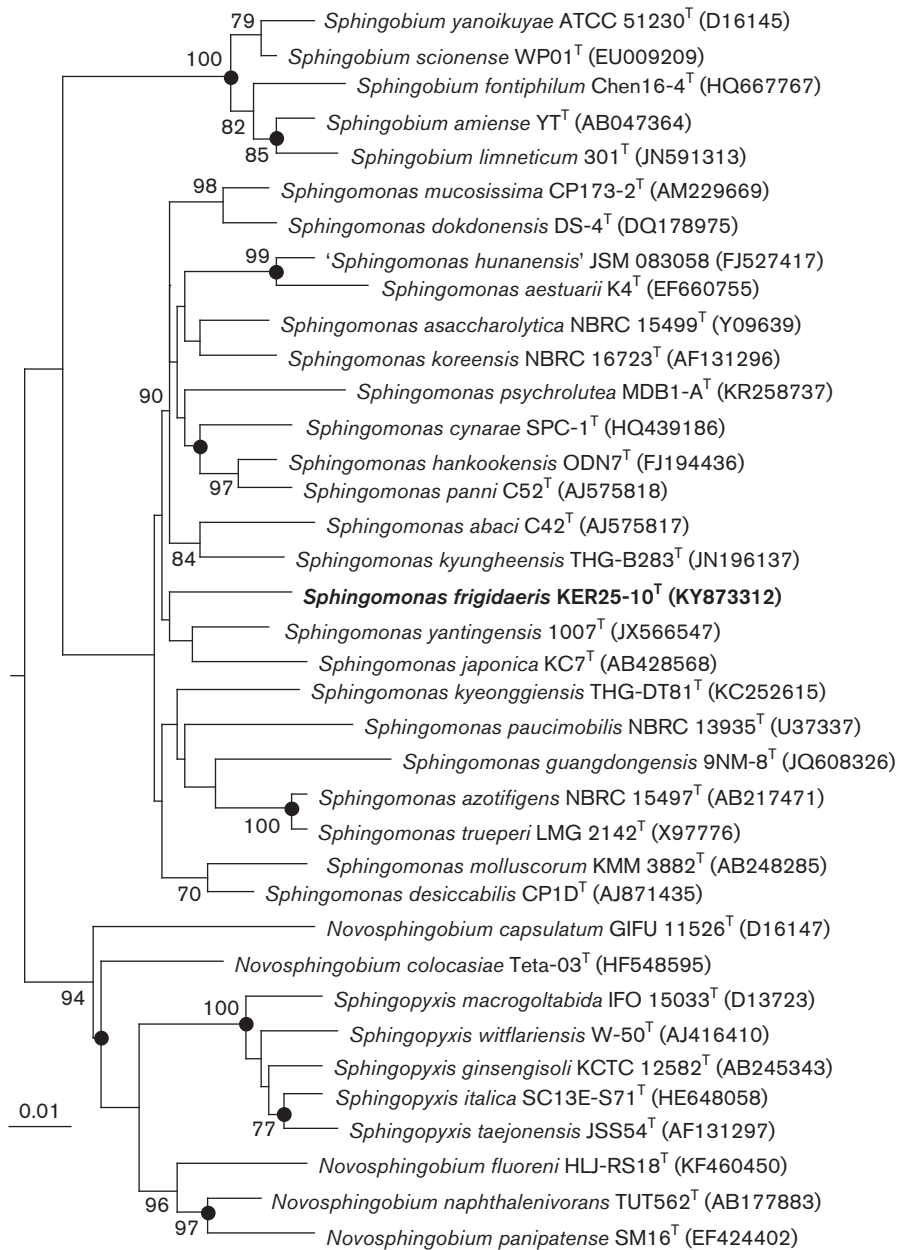 79 Sphingobium yanoikuyae ATCC 51230T (D16145)
Sphingobium scionense WP01T (EU009209)
100
Sphingobium fontiphilum Chen16-4T (HQ667767)
82 Sphingobium amiense YTT (AB047364)
85 Sphingobium limneticum 301T (JN591313)
98 Sphingomonas mucosissima CP173-2T (AM229669)
Sphingomonas dokdonensis DS-4T (DQ178975)
99 ‘Sphingomonas hunanensis’ JSM 083058 (FJ527417)
Sphingomonas aestuarii K4T (EF660755)
Sphingomonas asaccharolytica NBRC 15499T (Y09639)
Sphingomonas koreensis NBRC 16723T (AF131296)
90
Sphingomonas psychrolutea MDB1-AT (KR258737)
Sphingomonas cynarae SPC-1T (HQ439186)
Sphingomonas hankookensis ODN7T (FJ194436)
97 Sphingomonas panni C52T (AJ575818)
Sphingomonas abaci C42T (AJ575817)
84 Sphingomonas kyungheensis THG-B283T (JN196137)
Sphingomonas frigidaeris KER25-10T (KY873312)
Sphingomonas yantingensis 1007T (JX566547)
Sphingomonas japonica KC7T (AB428568)
Sphingomonas kyeonggiensis THG-DT81T (KC252615)
Sphingomonas paucimobilis NBRC 13935T (U37337)
Sphingomonas guangdongensis 9NM-8T (JQ608326)
Sphingomonas azotifigens NBRC 15497T (AB217471)
100 Sphingomonas trueperi LMG 2142T (X97776)
Sphingomonas molluscorum KMM 3882T (AB248285)
70 Sphingomonas desiccabilis CP1DT (AJ871435)
Novosphingobium capsulatum GIFU 11526T (D16147)
Novosphingobium colocasiae Teta-03T (HF548595)
94
100 Sphingopyxis macrogoltabida IFO 15033T (D13723)
Sphingopyxis witflariensis W-50T (AJ416410)
Sphingopyxis ginsengisoli KCTC 12582T (AB245343)
Sphingopyxis italica SC13E-S71T (HE648058)
0.01
77 Sphingopyxis taejonensis JSS54T (AF131297)
Novosphingobium fluoreni HLJ-RS18T (KF460450)
96 Novosphingobium naphthalenivorans TUT562T (AB177883)
97 Novosphingobium panipatense SM16T (EF424402)